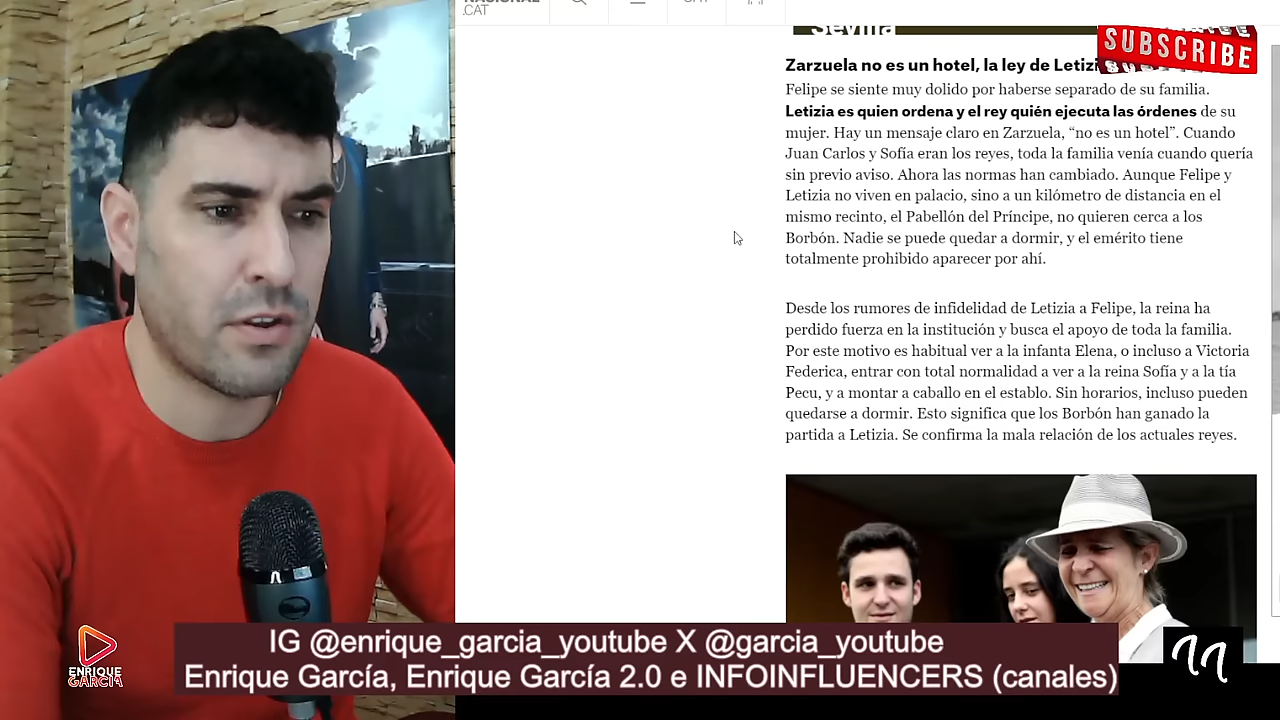 NACIONAL
.CAT
CAT
Sevilla
SUBSCRIBE
Zarzuela no es un hotel, la ley de Letizi
Felipe se siente muy dolido por haberse separado de su familia.
Letizia es quien ordena y el rey quién ejecuta las órdenes de su
mujer. Hay un mensaje claro en Zarzuela, “no es un hotel”. Cuando
Juan Carlos y Sofía eran los reyes, toda la familia venía cuando quería
sin previo aviso. Ahora las normas han cambiado. Aunque Felipe y
Letizia no viven en palacio, sino a un kilómetro de distancia en el
mismo recinto, el Pabellón del Príncipe, no quieren cerca a los
Borbón. Nadie se puede quedar a dormir, y el emérito tiene
totalmente prohibido aparecer por ahí.
Desde los rumores de infidelidad de Letizia a Felipe, la reina ha
perdido fuerza en la institución y busca el apoyo de toda la familia.
Por este motivo es habitual ver a la infanta Elena, o incluso a Victoria
Federica, entrar con total normalidad a ver a la reina Sofía y a la tía
Pecu, y a montar a caballo en el establo. Sin horarios, incluso pueden
quedarse a dormir. Esto significa que los Borbón han ganado la
partida a Letizia. Se confirma la mala relación de los actuales reyes.
ENRIQUE
GARCÍA
IG @enrique_garcia_youtube X @garcia_youtube
Enrique García, Enrique García 2.0 e INFOINFLUENCERS (canales)